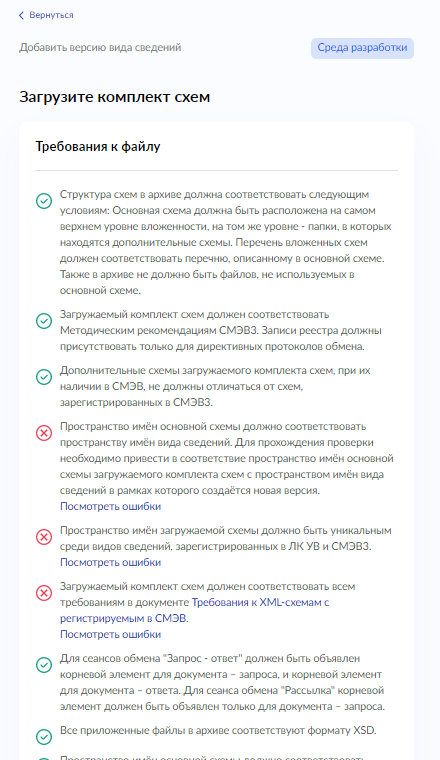 Вернуться
Добавить версию вида сведений
Среда разработки
Загрузите комплект схем
Требования к файлу
Структура схем в архиве должна соответствовать следующим
условиям: Основная схема должна быть расположена на самом
верхнем уровне вложенности, на том же уровне - папки, в которых
находятся дополнительные схемы. Перечень вложенных схем
должен соответствовать перечню, описанному в основной схеме.
Также в архиве не должно быть файлов, не используемых в
основной схеме.
Загружаемый комплект схем должен соответствовать
Методическим рекомендациям СМЭВ3. Записи реестра должны
присутствовать только для директивных протоколов обмена.
Дополнительные схемы загружаемого комплекта схем, при их
наличии в СМЭВ, не должны отличаться от схем,
зарегистрированных в СМЭВ3.
Пространство имён основной схемы должно соответствовать
пространству имён вида сведений. Для прохождения проверки
необходимо привести в соответствие пространство имён основной
схемы загружаемого комплекта схем с пространством имён вида
сведений в рамках которого создаётся новая версия.
Посмотреть ошибки
Пространство имён загружаемой схемы должно быть уникальным
среди видов сведений, зарегистрированных в ЛК УВ и СМЭВ3.
Посмотреть ошибки
Загружаемый комплект схем должен соответствовать всем
требованиям в документе Требования к XML-схемам с
регистрируемым в СМЭВ.
Посмотреть ошибки
Для сеансов обмена "Запрос - ответ" должен быть объявлен
корневой элемент для документа – запроса, и корневой элемент
для документа – ответа. Для сеанса обмена "Рассылка" корневой
элемент должен быть объявлен только для документа – запроса.
Все приложенные файлы в архиве соответствуют формату XSD.
Пространство имён основной схемы должно соответствовать